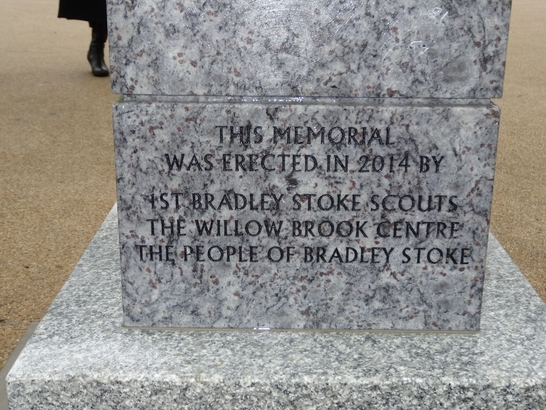 THIS MEMORIAL
WAS ERECTED IN 2014 BY
1ST BRADLEY STOKE SCOUTS
THE WILLOW BROOK CENTRE
THE PEOPLE OF BRADLEY STOKE